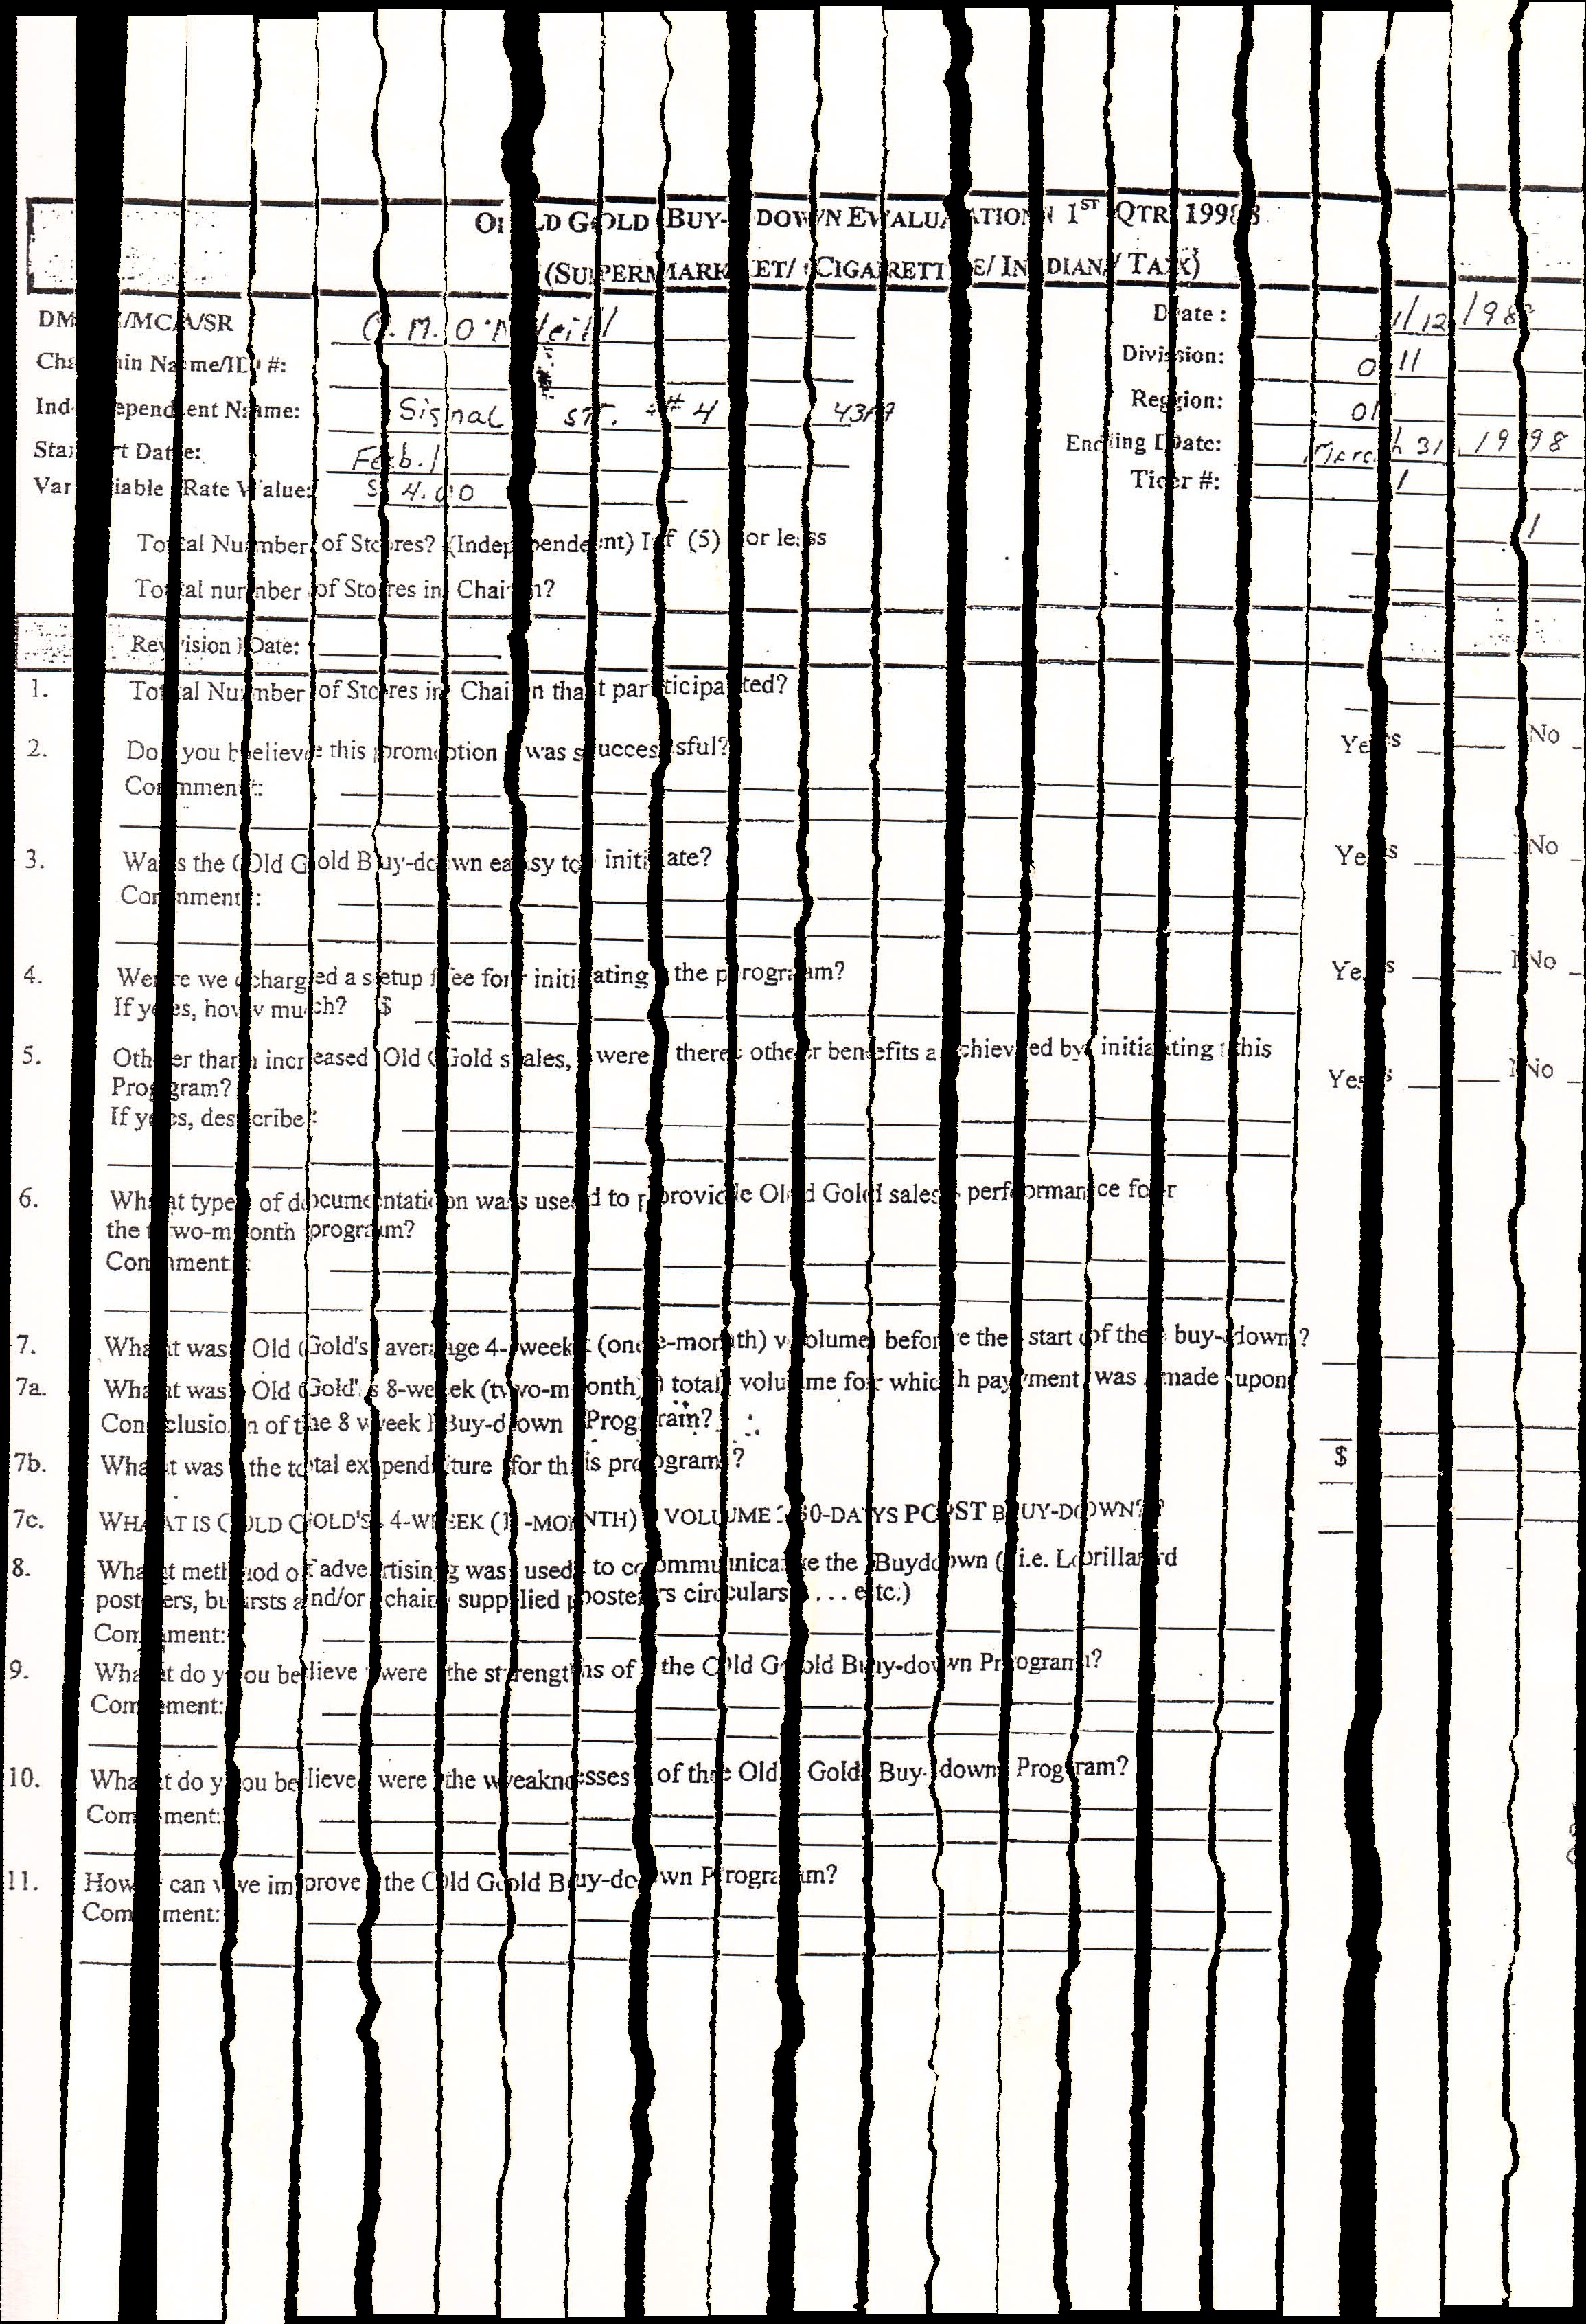 OLD GOLD BUY-DOWN EVALUATION 1ST QTR 1998
(SUPERMARKET/ CIGARETTE/ INDIAN/ TAX)
DM/MCA/SR O'Neill Date: 1/12/98
Chain Name/ID #: Division: 011
Independent Name: Signal ST. #4 Region: 01
Start Date: Feb. 1 Ending Date: March 31, 1998
Variable Rate Value: $ 4.00 Tier #: 1
Total Number of Stores? (Independent) If (5) or less 1
Total number of Stores in Chain?
Revision Date:
1. Total Number of Stores in Chain that participated?
2. Do you believe this promotion was successful? Yes No
Comment:
3. Was the Old Gold Buy-down easy to initiate? Yes No
Comment:
4. Were we charged a setup fee for initiating the program? Yes No
If yes, how much? $
5. Other than increased Old Gold sales, were there other benefits achieved by initiating this
Program? Yes No
If yes, describe:
6. What type of documentation was used to provide Old Gold sales performance for
the two-month program?
Comment:
7. What was Old Gold's average 4-week (one-month) volume before the start of the buy-down?
7a. What was Old Gold's 8-week (two-month) total volume for which payment was made upon
Conclusion of the 8 week Buy-down Program?
7b. What was the total expenditure for this program? $
7c. WHAT IS OLD GOLD'S 4-WEEK (1-MONTH) VOLUME 30-DAYS POST BUY-DOWN?
8. What method of advertising was used to communicate the Buydown (i.e. Lorillard
posters, bursts and/or chain supplied posters circulars . . . etc.)
Comment:
9. What do you believe were the strengths of the Old Gold Buy-down Program?
Comment:
10. What do you believe were the weaknesses of the Old Gold Buy-down Program?
Comment:
11. How can we improve the Old Gold Buy-down Program?
Comment: